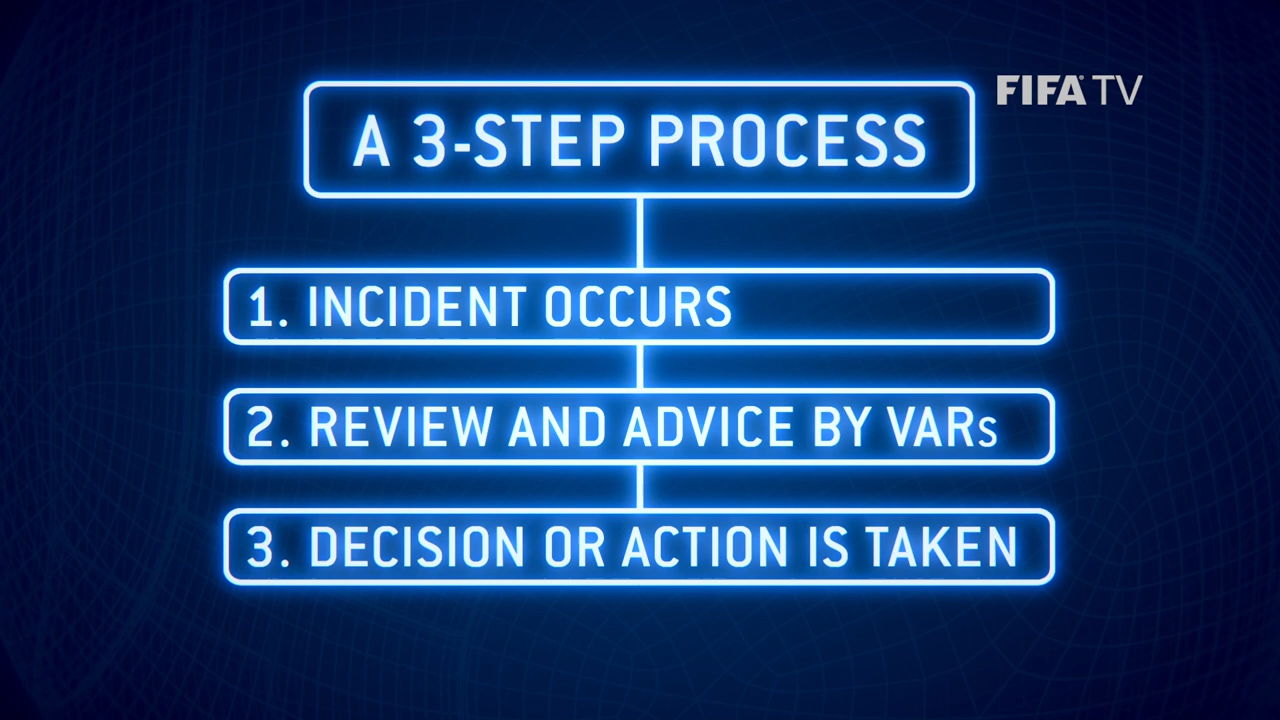 FIFA TV
A 3-STEP PROCESS
1. INCIDENT OCCURS
2. REVIEW AND ADVICE BY VARs
3. DECISION OR ACTION IS TAKEN